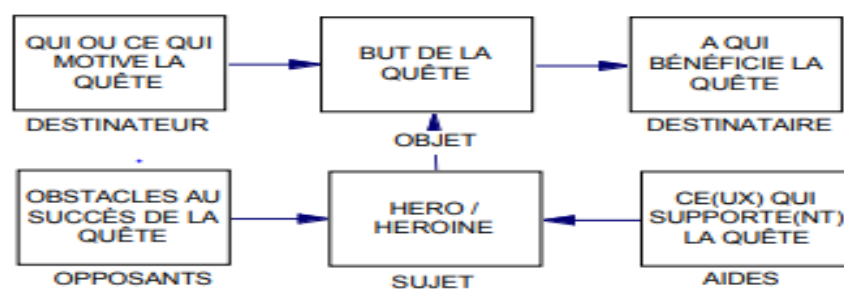 QUI OU CE QUI
MOTIVE LA
QUÊTE
DESTINATEUR
BUT DE LA
QUÊTE
OBJET
A QUI
BÉNÉFICIE LA
QUÊTE
DESTINATAIRE
OBSTACLES AU
SUCCÈS DE LA
QUÊTE
OPPOSANTS
HERO /
HEROINE
SUJET
CE(UX) QUI
SUPPORTE(NT)
LA QUÊTE
AIDES